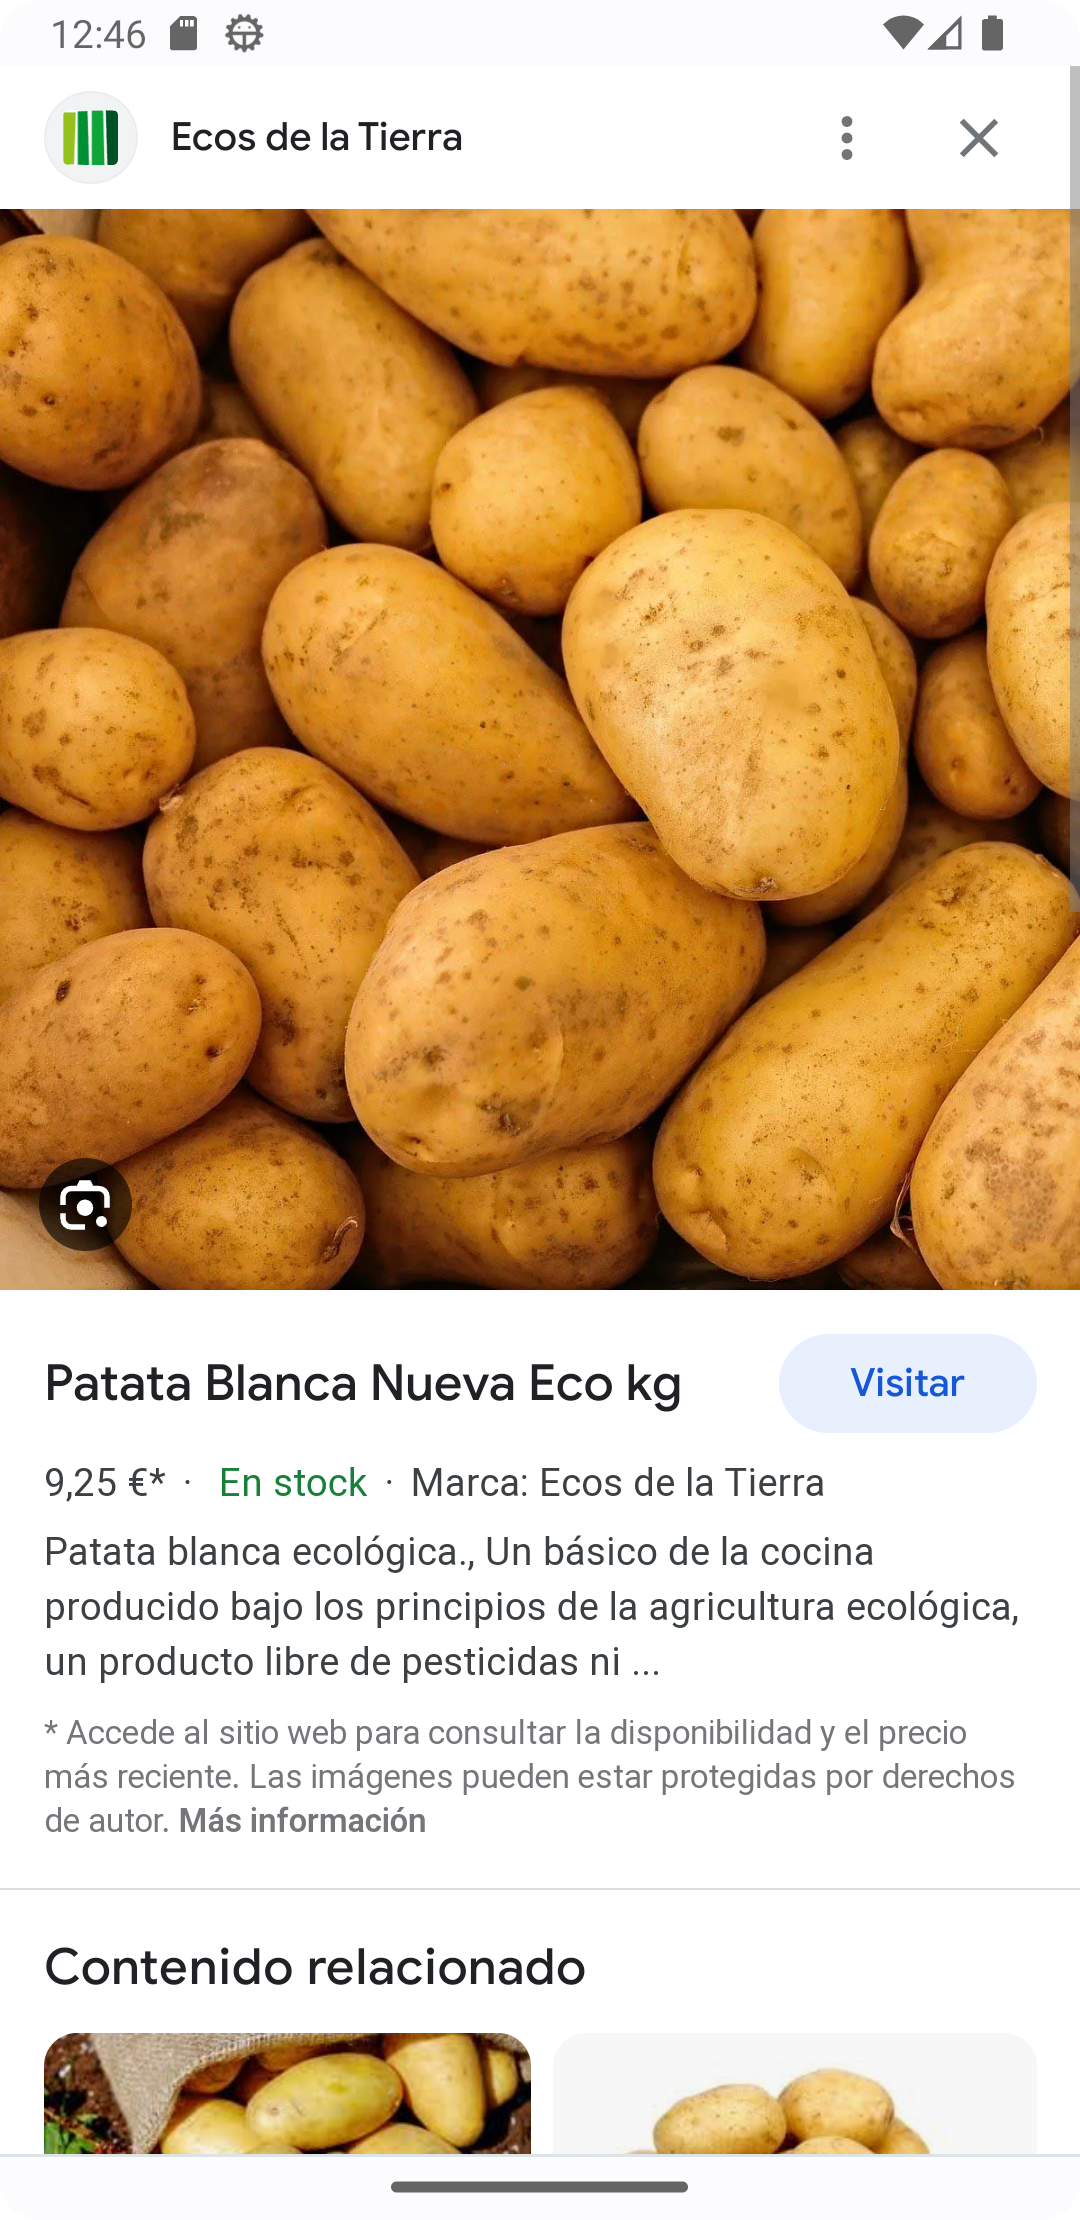 12:46
Ecos de la Tierra
Patata Blanca Nueva Eco kg
Visitar
9,25 €* · En stock · Marca: Ecos de la Tierra
Patata blanca ecológica., Un básico de la cocina
producido bajo los principios de la agricultura ecológica,
un producto libre de pesticidas ni ...
* Accede al sitio web para consultar la disponibilidad y el precio
más reciente. Las imágenes pueden estar protegidas por derechos
de autor. Más información
Contenido relacionado